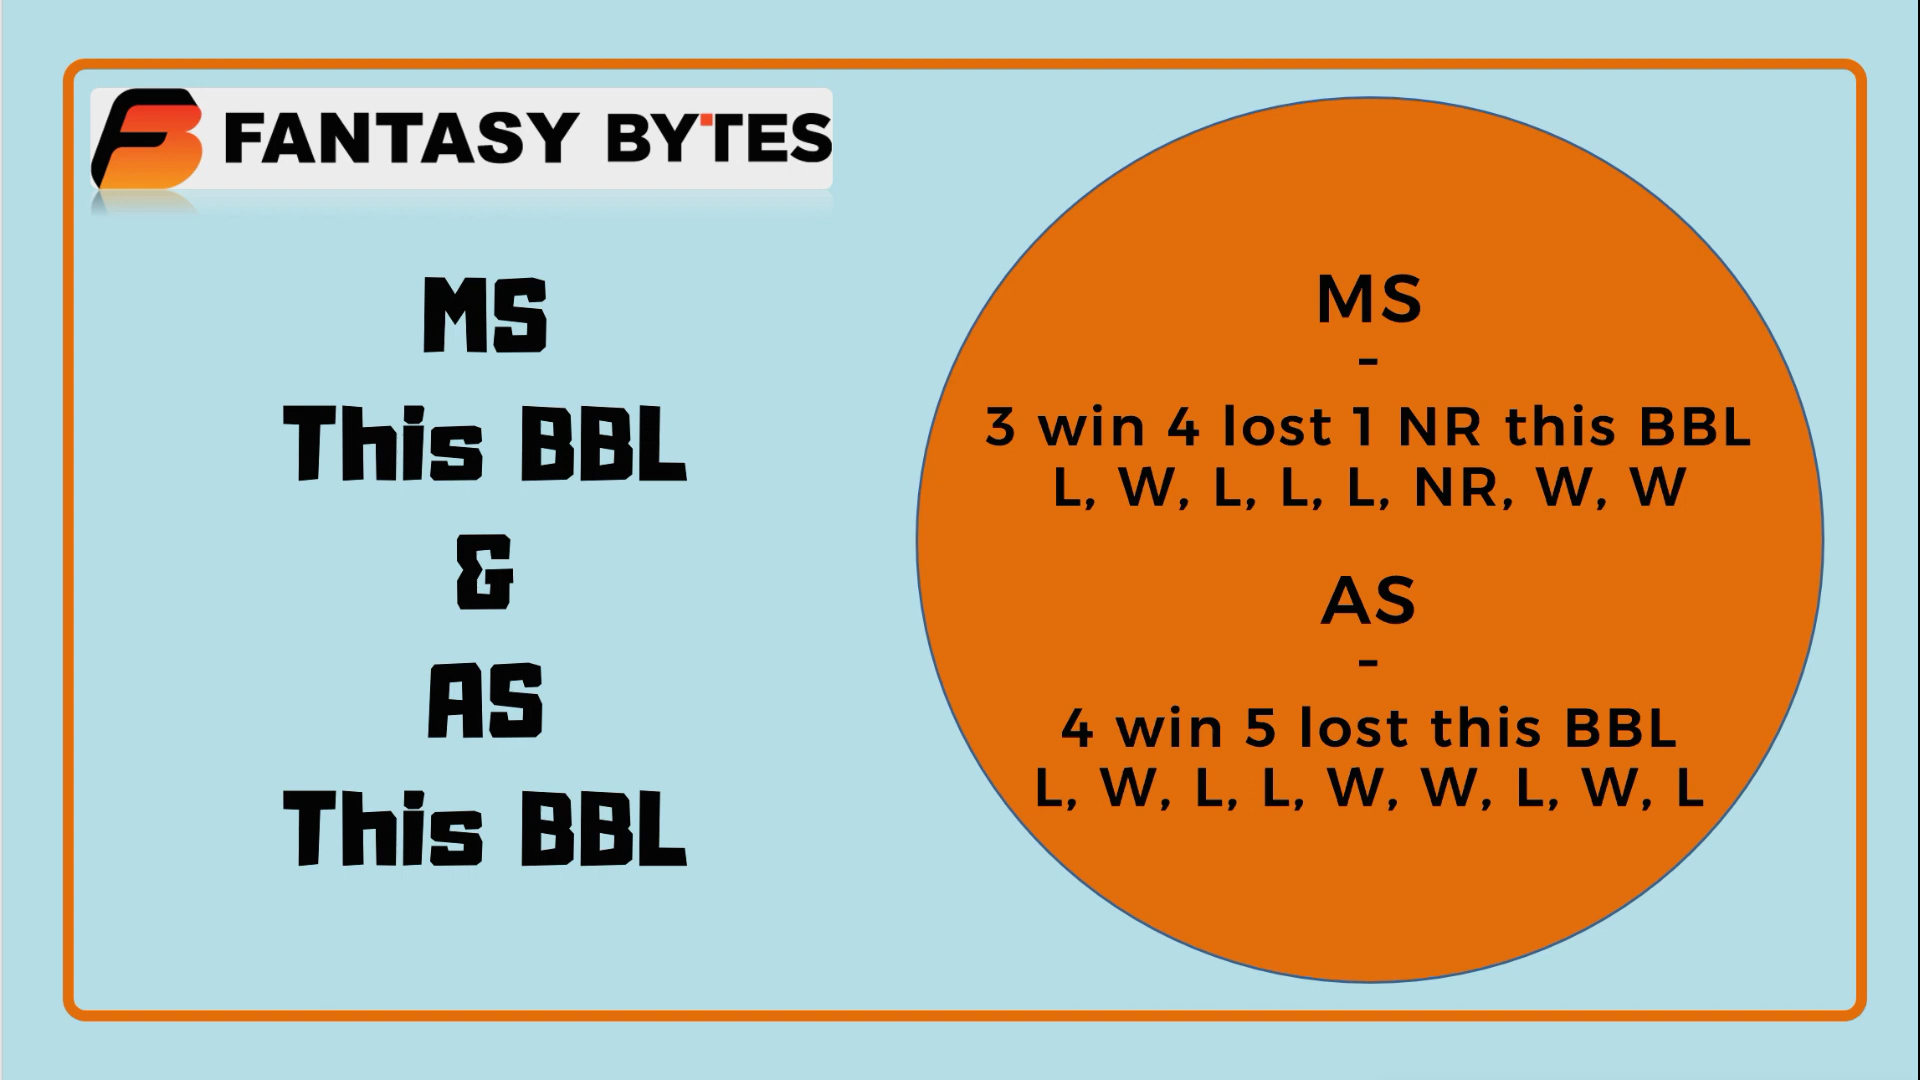 FANTASY BYTES
MS
This BBL
&
AS
This BBL
MS
-
3 win 4 lost 1 NR this BBL
L, W, L, L, L, NR, W, W
AS
-
4 win 5 lost this BBL
L, W, L, L, W, W, L, W, L